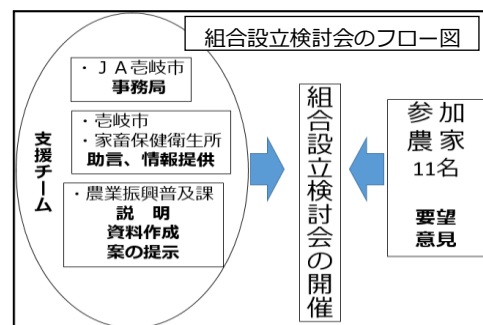 組合設立検討会のフロー図
支援チーム
・ＪＡ壱岐市
事務局
・壱岐市
・家畜保健衛生所
助言、情報提供
・農業振興普及課
説　明
資料作成
案の提示
組合設立検討会の開催
参加
農家
11名
要望
意見